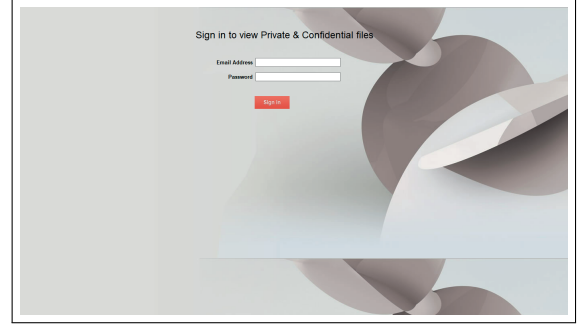 Sign in to view Private & Confidential files
Email Address
Password
Sign in